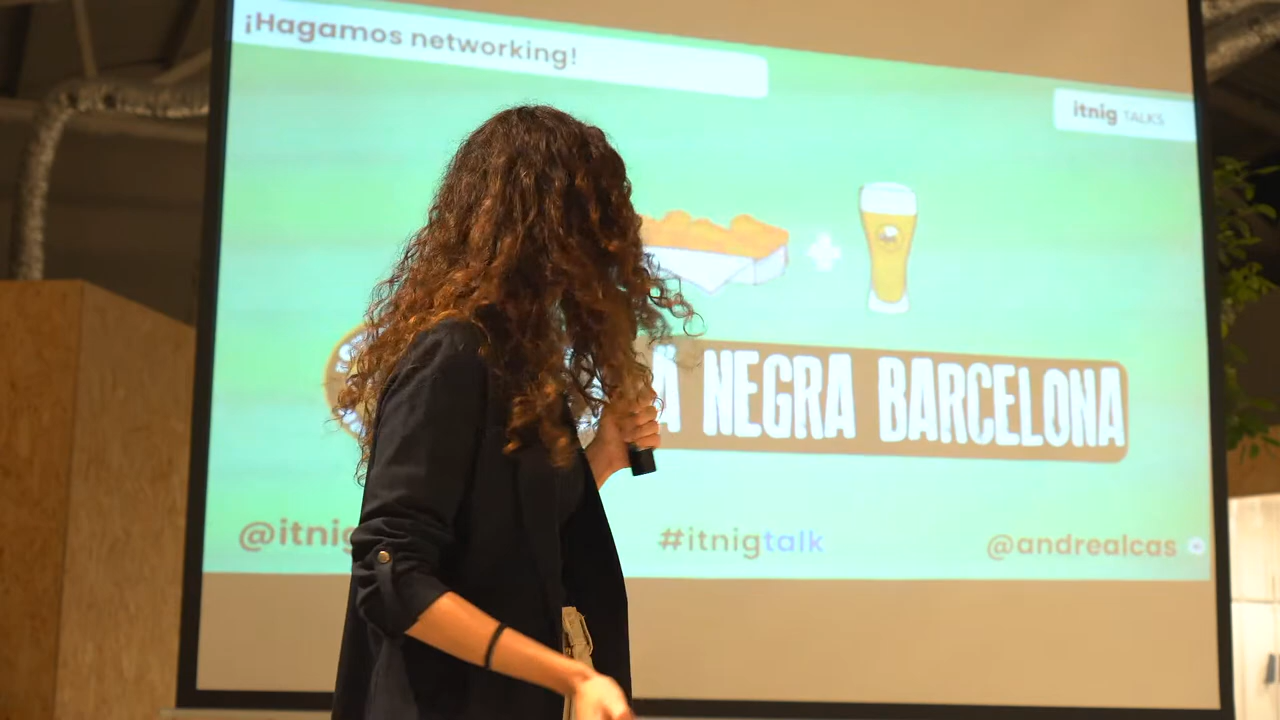 ¡Hagamos networking!
itnig TALKS
A NEGRA BARCELONA
@itnig
#itnigtalk
@andrealcas